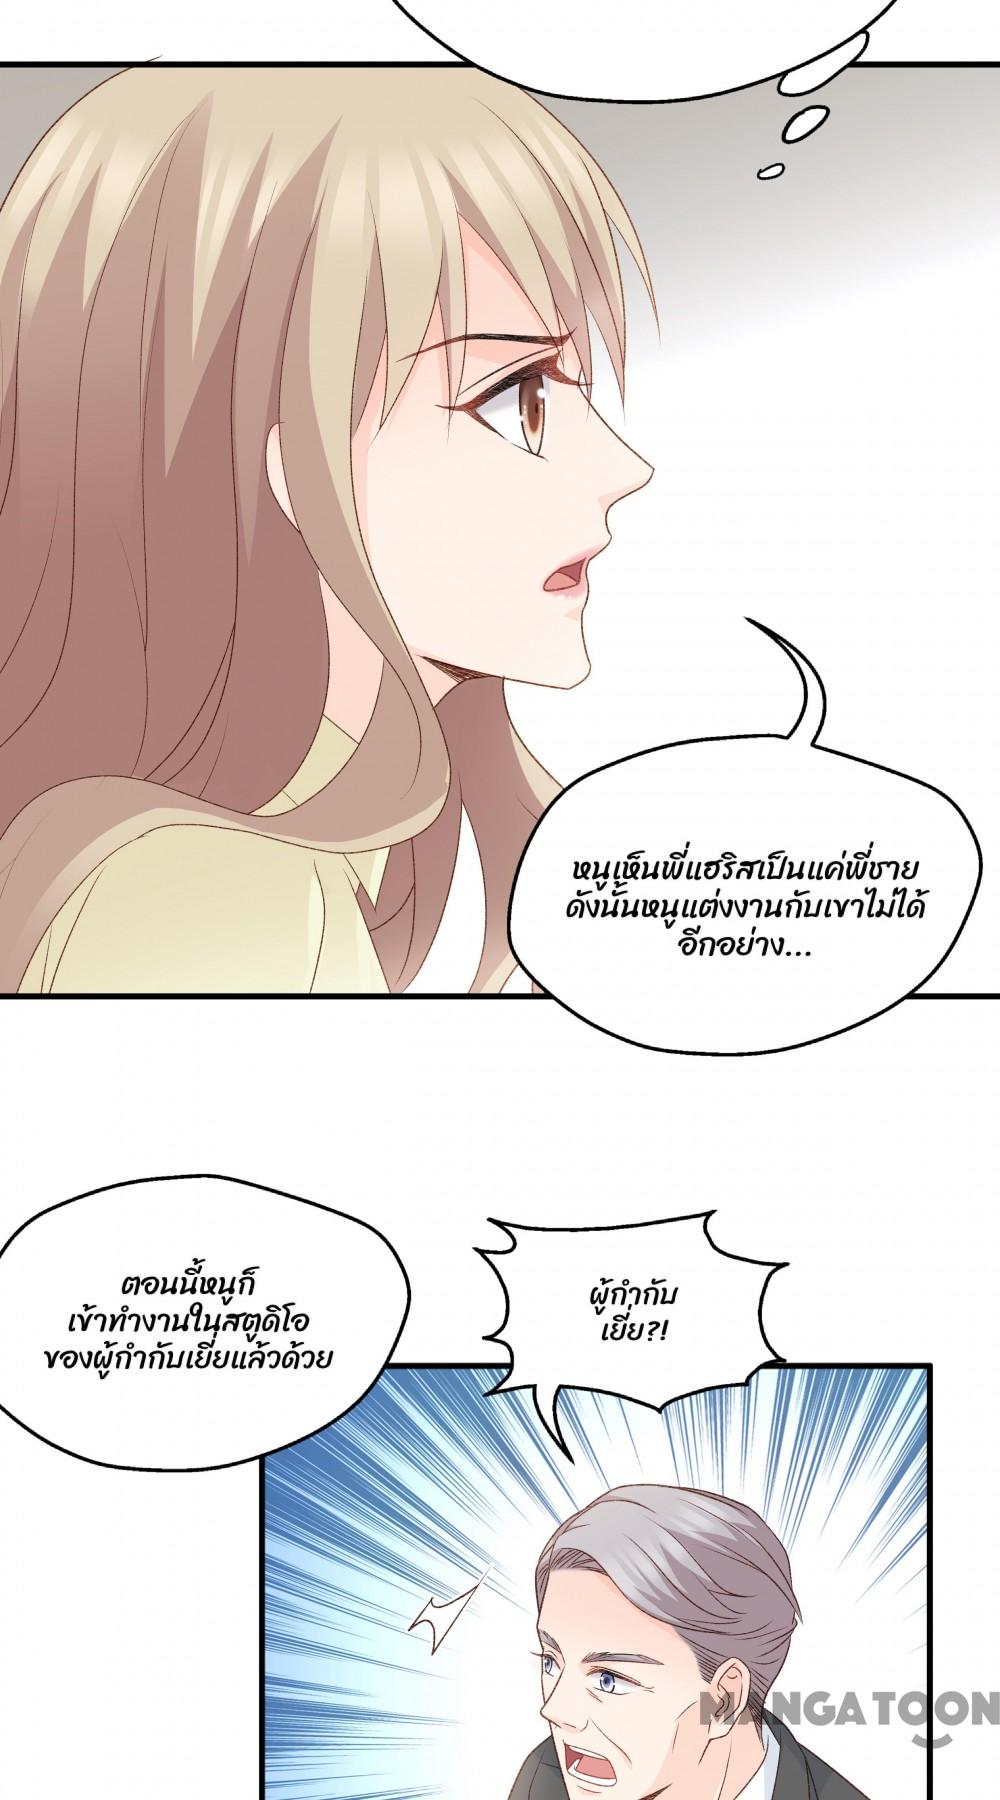 หนูเห็นพี่แฮริสเป็นแค่พี่ชาย
ดังนั้นหนูแต่งงานกับเขาไม่ได้
อีกอย่าง...
ตอนนี้หนูก็
เข้าทำงานในสตูดิโอ
ของผู้กำกับเยี่ยแล้วด้วย
ผู้กำกับ
เยี่ย?!
MANGATOON